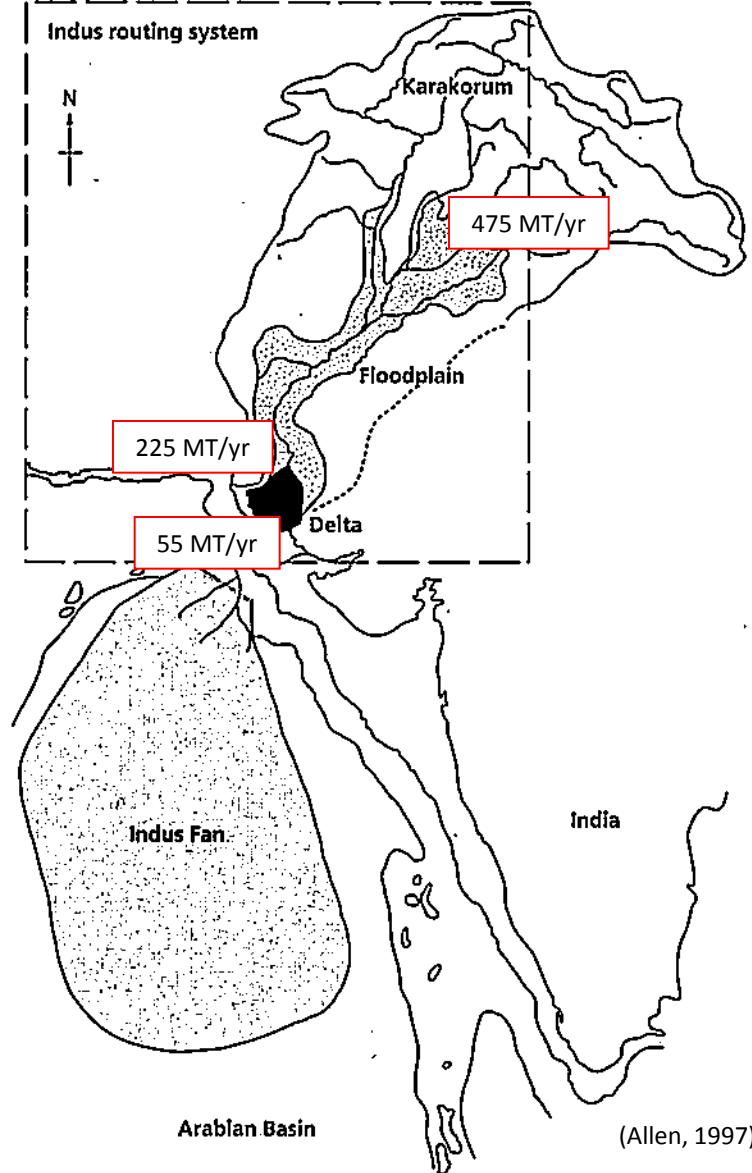 Indus routing system
N
Karakorum
475 MT/yr
Floodplain
225 MT/yr
Delta
55 MT/yr
Indus Fan
India
Arabian Basin
(Allen, 1997)